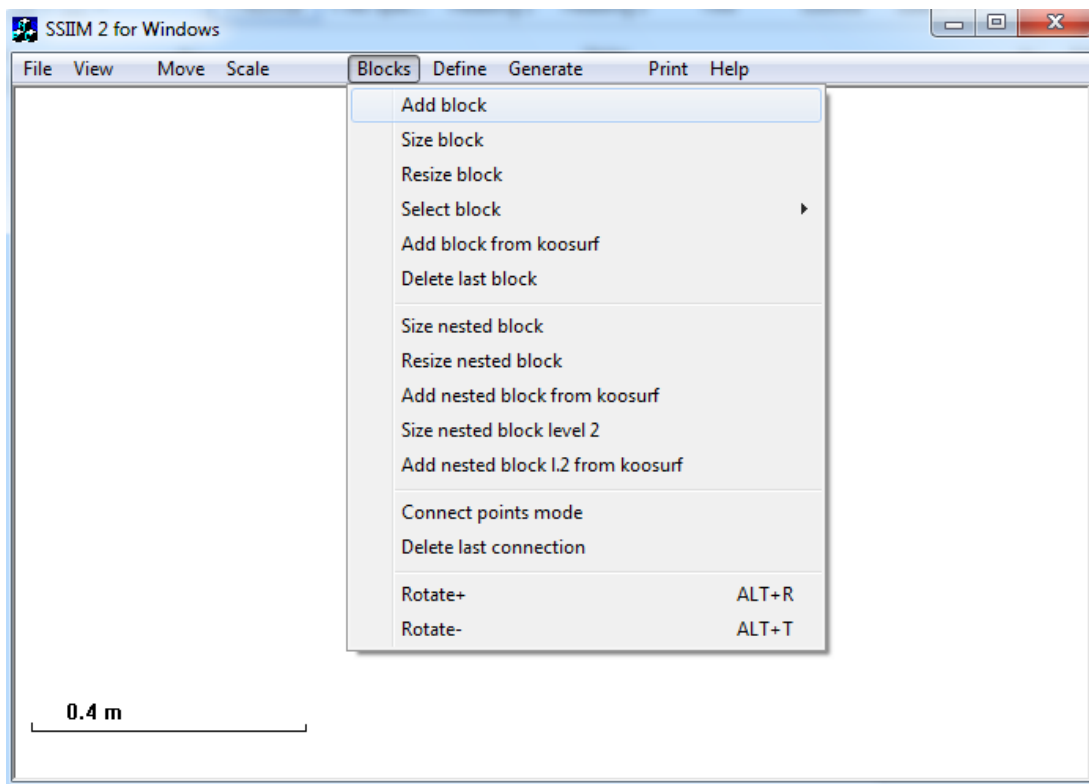 SSIIM 2 for Windows
File View Move Scale Blocks Define Generate Print Help
Add block
Size block
Resize block
Select block
Add block from koosurf
Delete last block
Size nested block
Resize nested block
Add nested block from koosurf
Size nested block level 2
Add nested block l.2 from koosurf
Connect points mode
Delete last connection
Rotate+ ALT+R
Rotate- ALT+T
0.4 m